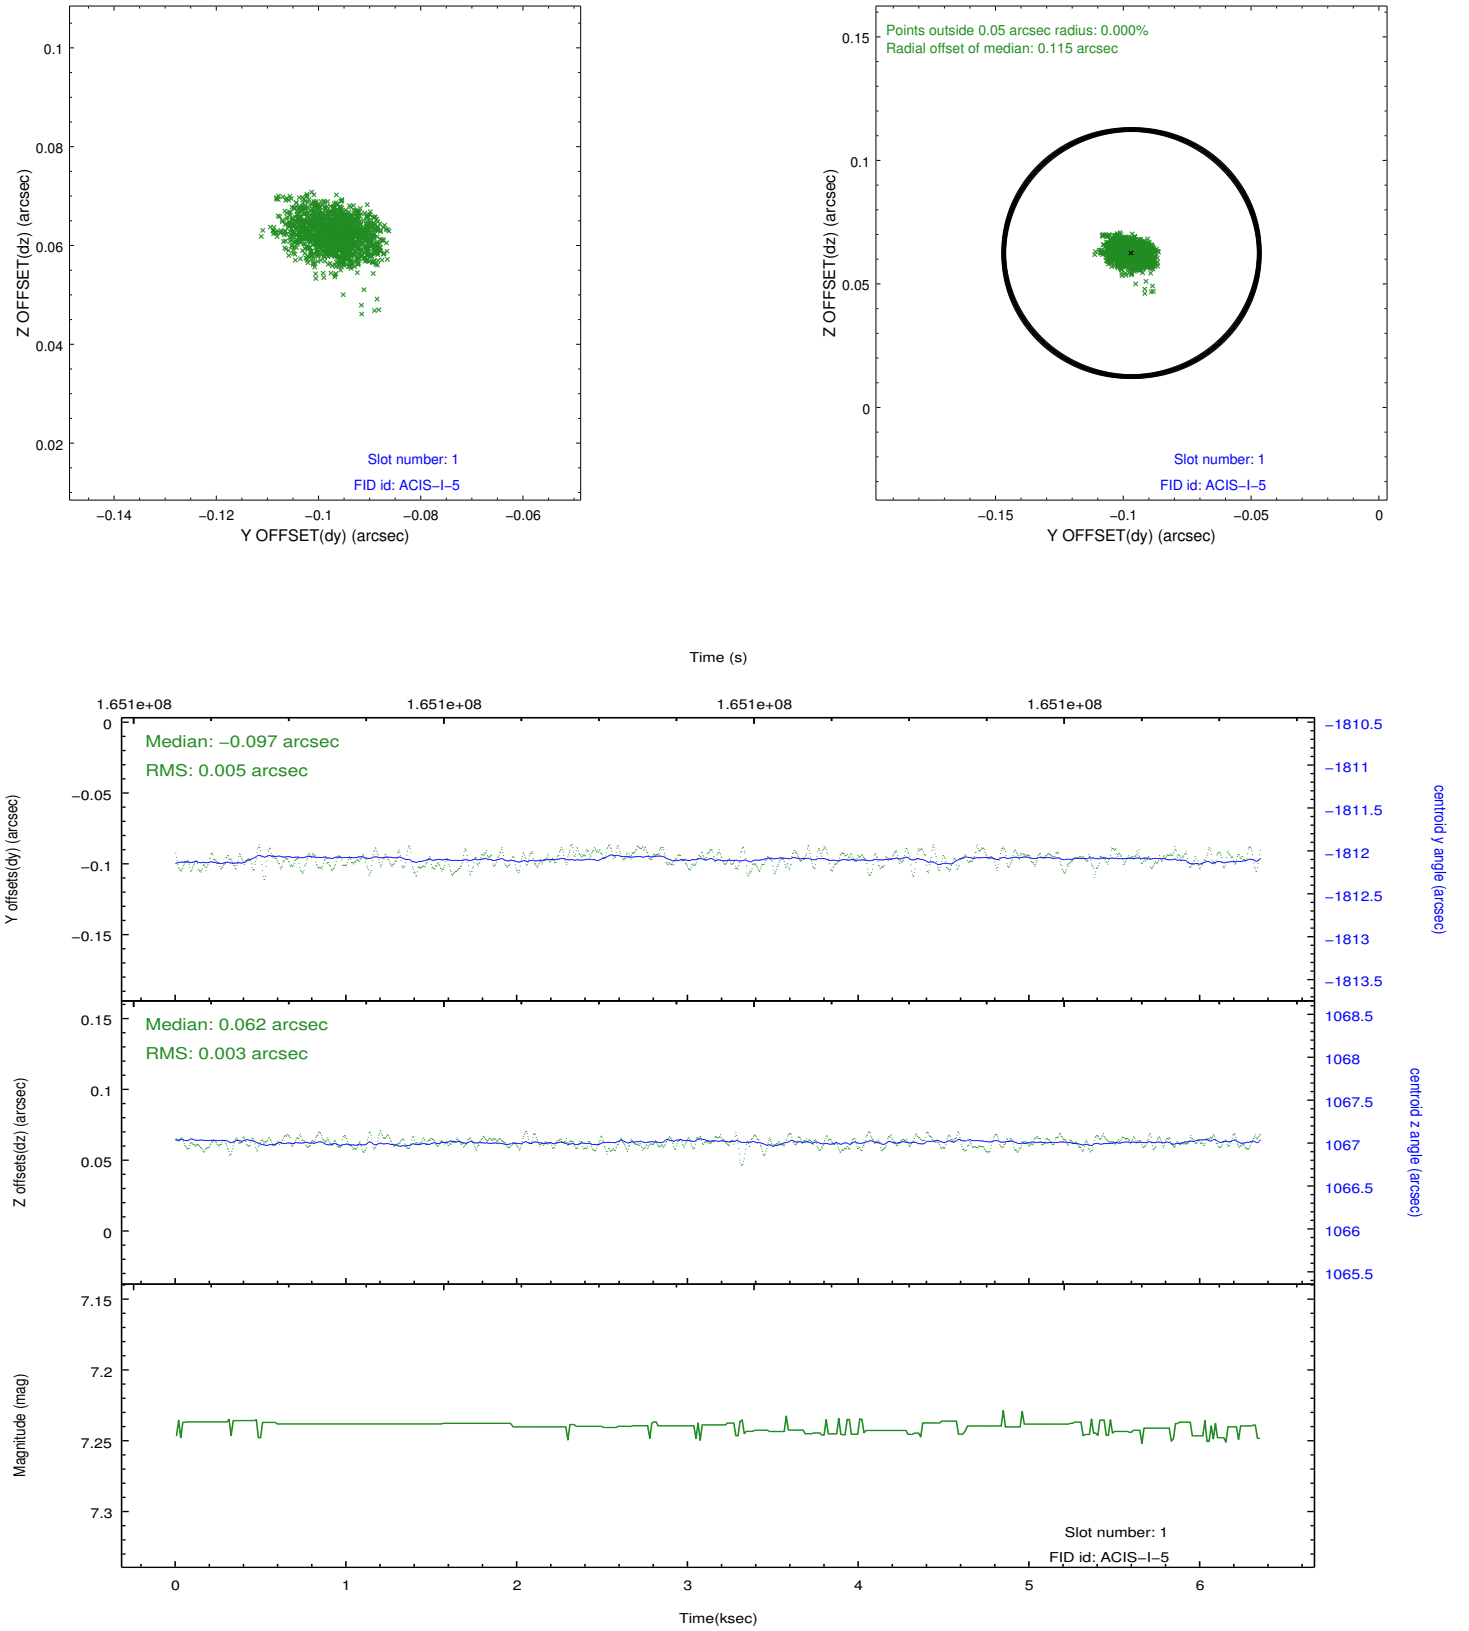 0.1
0.08
0.06
0.04
0.02
Z OFFSET(dz) (arcsec)
Slot number: 1
FID id: ACIS−I−5
−0.14 −0.12 −0.1 −0.08 −0.06
Y OFFSET(dy) (arcsec)
Points outside 0.05 arcsec radius: 0.000%
Radial offset of median: 0.115 arcsec
0.15
0.1
0.05
0
Z OFFSET(dz) (arcsec)
Slot number: 1
FID id: ACIS−I−5
−0.15 −0.1 −0.05 0
Y OFFSET(dy) (arcsec)
Time (s)
1.651e+08 1.651e+08 1.651e+08 1.651e+08
Median: −0.097 arcsec
RMS: 0.005 arcsec
0
−0.05
−0.1
−0.15
Y offsets(dy) (arcsec)
−1810.5
−1811
−1811.5
−1812
−1812.5
−1813
−1813.5
centroid y angle (arcsec)
Median: 0.062 arcsec
RMS: 0.003 arcsec
0.15
0.1
0.05
0
Z offsets(dz) (arcsec)
1068.5
1068
1067.5
1067
1066.5
1066
1065.5
centroid z angle (arcsec)
7.15
7.2
7.25
7.3
Magnitude (mag)
Slot number: 1
FID id: ACIS−I−5
0 1 2 3 4 5 6
Time(ksec)